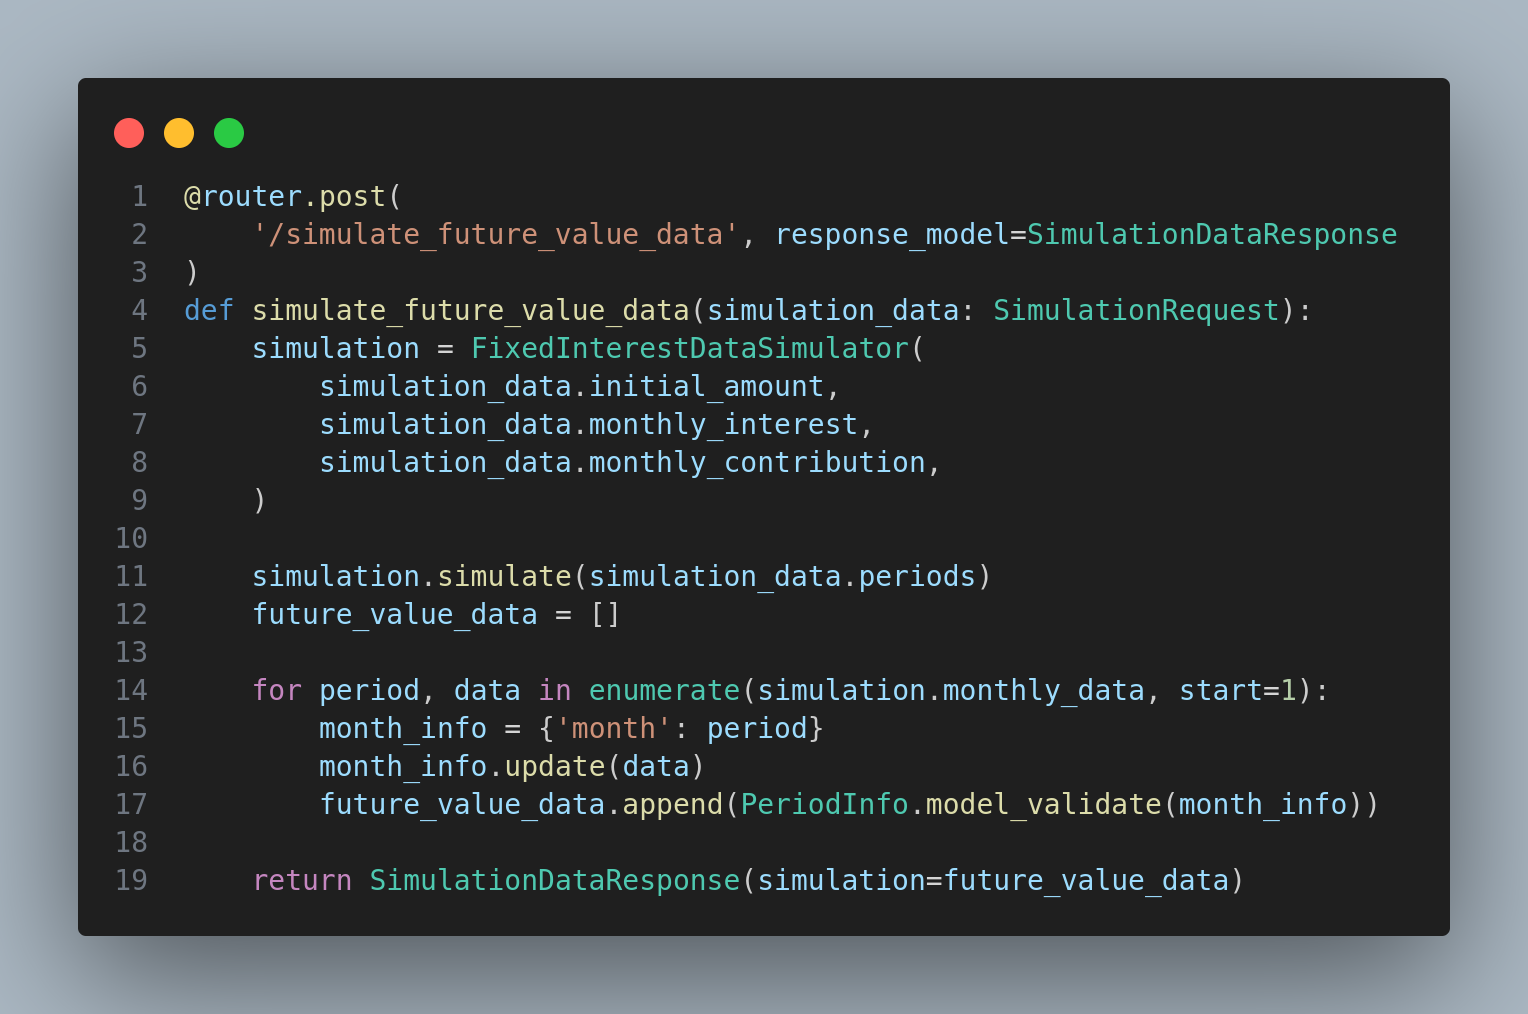 1 @router.post(
2     '/simulate_future_value_data', response_model=SimulationDataResponse
3 )
4 def simulate_future_value_data(simulation_data: SimulationRequest):
5     simulation = FixedInterestDataSimulator(
6         simulation_data.initial_amount,
7         simulation_data.monthly_interest,
8         simulation_data.monthly_contribution,
9     )
10
11     simulation.simulate(simulation_data.periods)
12     future_value_data = []
13
14     for period, data in enumerate(simulation.monthly_data, start=1):
15         month_info = {'month': period}
16         month_info.update(data)
17         future_value_data.append(PeriodInfo.model_validate(month_info))
18
19     return SimulationDataResponse(simulation=future_value_data)